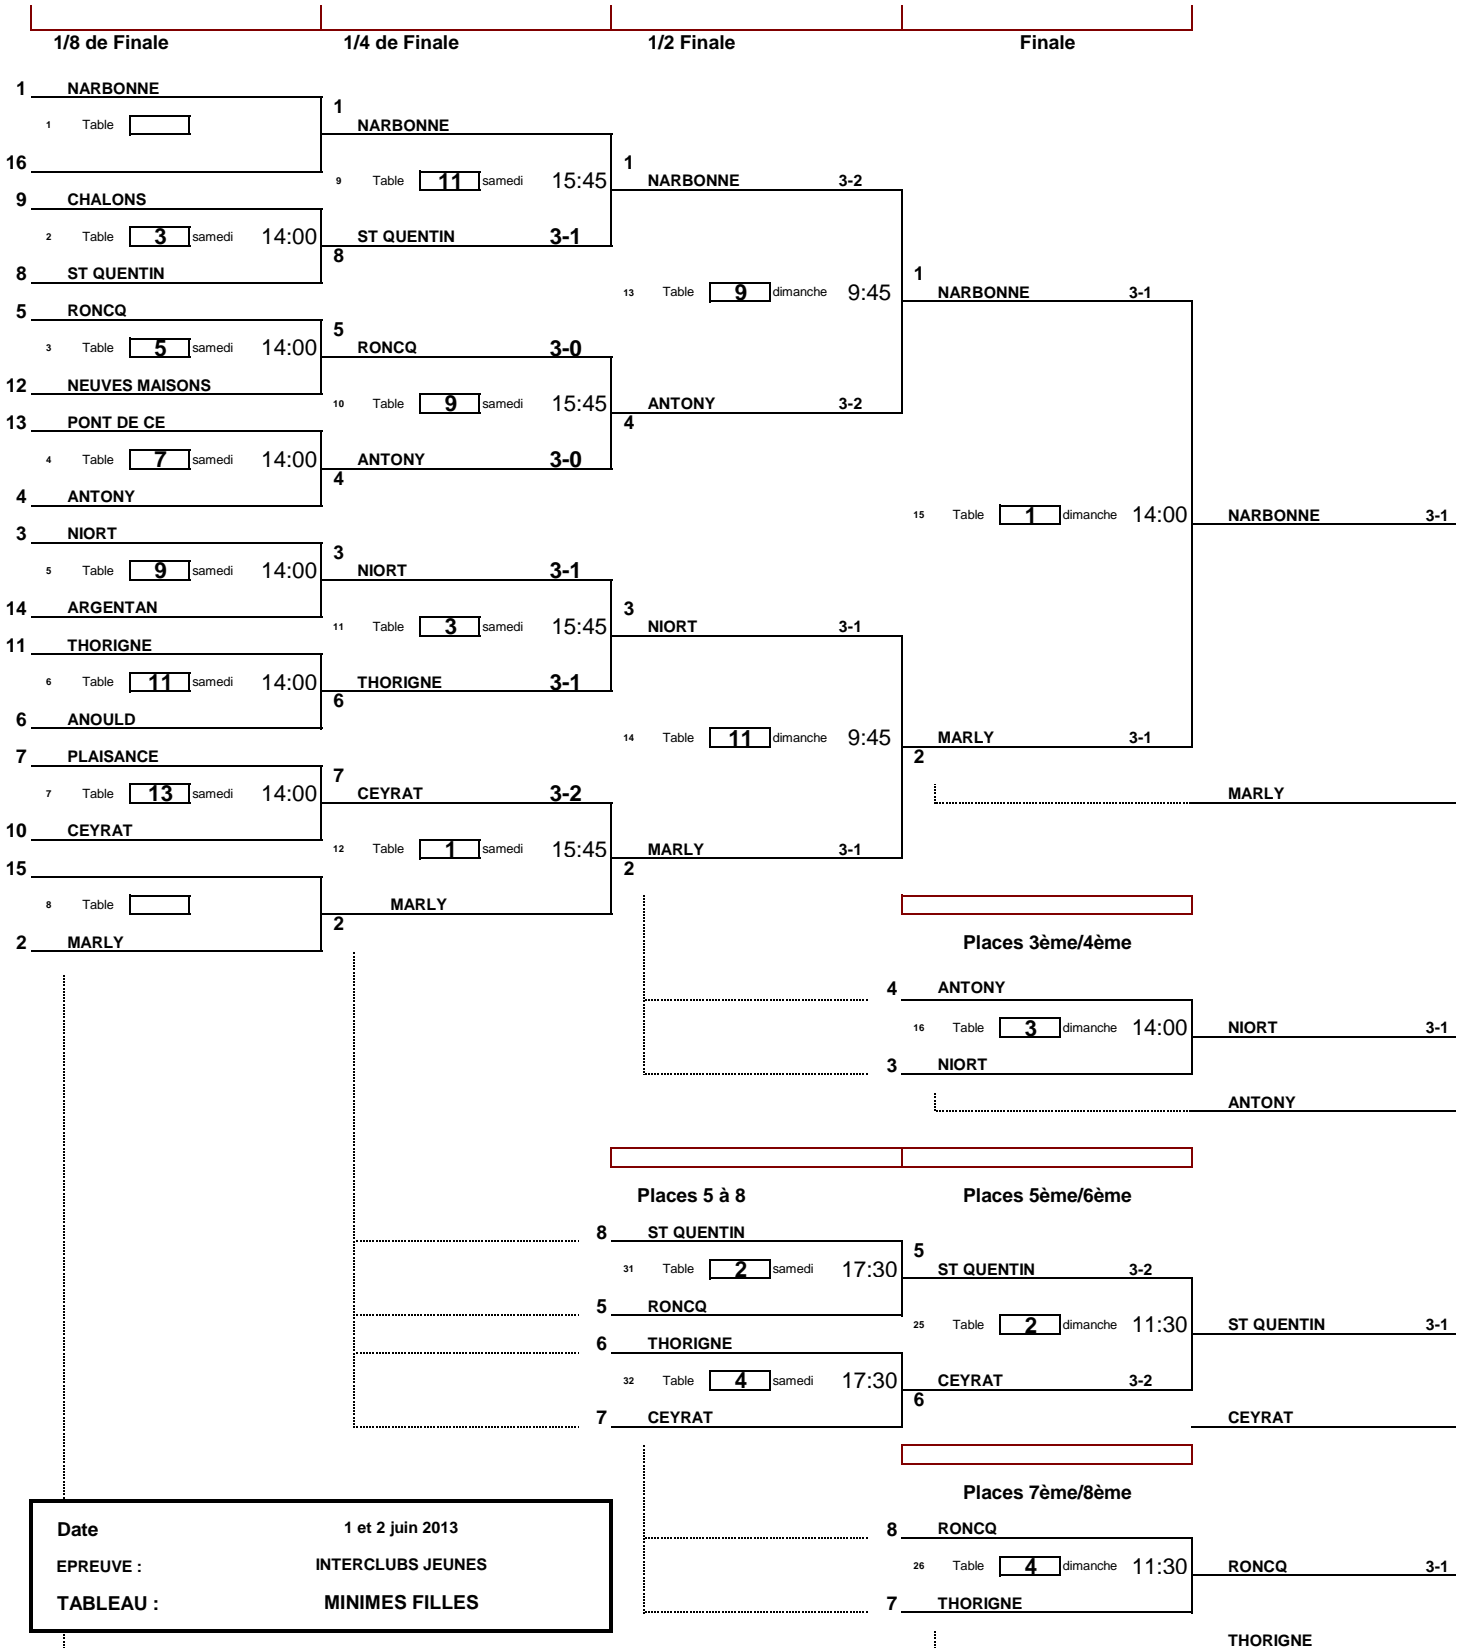 1/8 de Finale 1/4 de Finale 1/2 Finale Finale
1 NARBONNE
1
1 Table NARBONNE
16 1
9 Table 11 samedi 15:45 NARBONNE 3-2
9 CHALONS
2 Table 3 samedi 14:00 ST QUENTIN 3-1
8
8 ST QUENTIN 1
13 Table 9 dimanche 9:45 NARBONNE 3-1
5 RONCQ
5
3 Table 5 samedi 14:00 RONCQ 3-0
12 NEUVES MAISONS
10 Table 9 samedi 15:45 ANTONY 3-2
13 PONT DE CE 4
4 Table 7 samedi 14:00 ANTONY 3-0
4
4 ANTONY
15 Table 1 dimanche 14:00 NARBONNE 3-1
3 NIORT
3
5 Table 9 samedi 14:00 NIORT 3-1
14 ARGENTAN 3
11 Table 3 samedi 15:45 NIORT 3-1
11 THORIGNE
6 Table 11 samedi 14:00 THORIGNE 3-1
6
6 ANOULD
14 Table 11 dimanche 9:45 MARLY 3-1
7 PLAISANCE 2
7
7 Table 13 samedi 14:00 CEYRAT 3-2 MARLY
10 CEYRAT
12 Table 1 samedi 15:45 MARLY 3-1
15 2
8 Table MARLY
2
2 MARLY Places 3ème/4ème
4 ANTONY
16 Table 3 dimanche 14:00 NIORT 3-1
3 NIORT
ANTONY
Places 5 à 8 Places 5ème/6ème
8 ST QUENTIN
5
31 Table 2 samedi 17:30 ST QUENTIN 3-2
5 RONCQ
25 Table 2 dimanche 11:30 ST QUENTIN 3-1
6 THORIGNE
32 Table 4 samedi 17:30 CEYRAT 3-2
6
7 CEYRAT CEYRAT
Places 7ème/8ème
Date 1 et 2 juin 2013 8 RONCQ
EPREUVE : INTERCLUBS JEUNES 26 Table 4 dimanche 11:30 RONCQ 3-1
TABLEAU : MINIMES FILLES 7 THORIGNE
THORIGNE